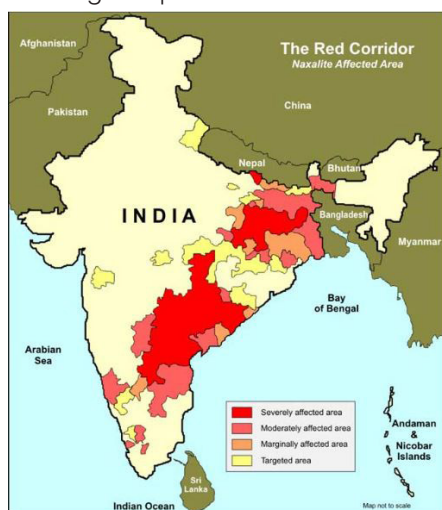 The Red Corridor
Naxalite Affected Area
Afghanistan
Pakistan
China
Nepal
Bhutan
Bangladesh
INDIA
Myanmar
Bay
of Bengal
Arabian
Sea
Severely affected area
Moderately affected area
Marginally affected area
Targeted area
Andaman
&
Nicobar
Islands
Sri
Lanka
Indian Ocean
Map not to scale